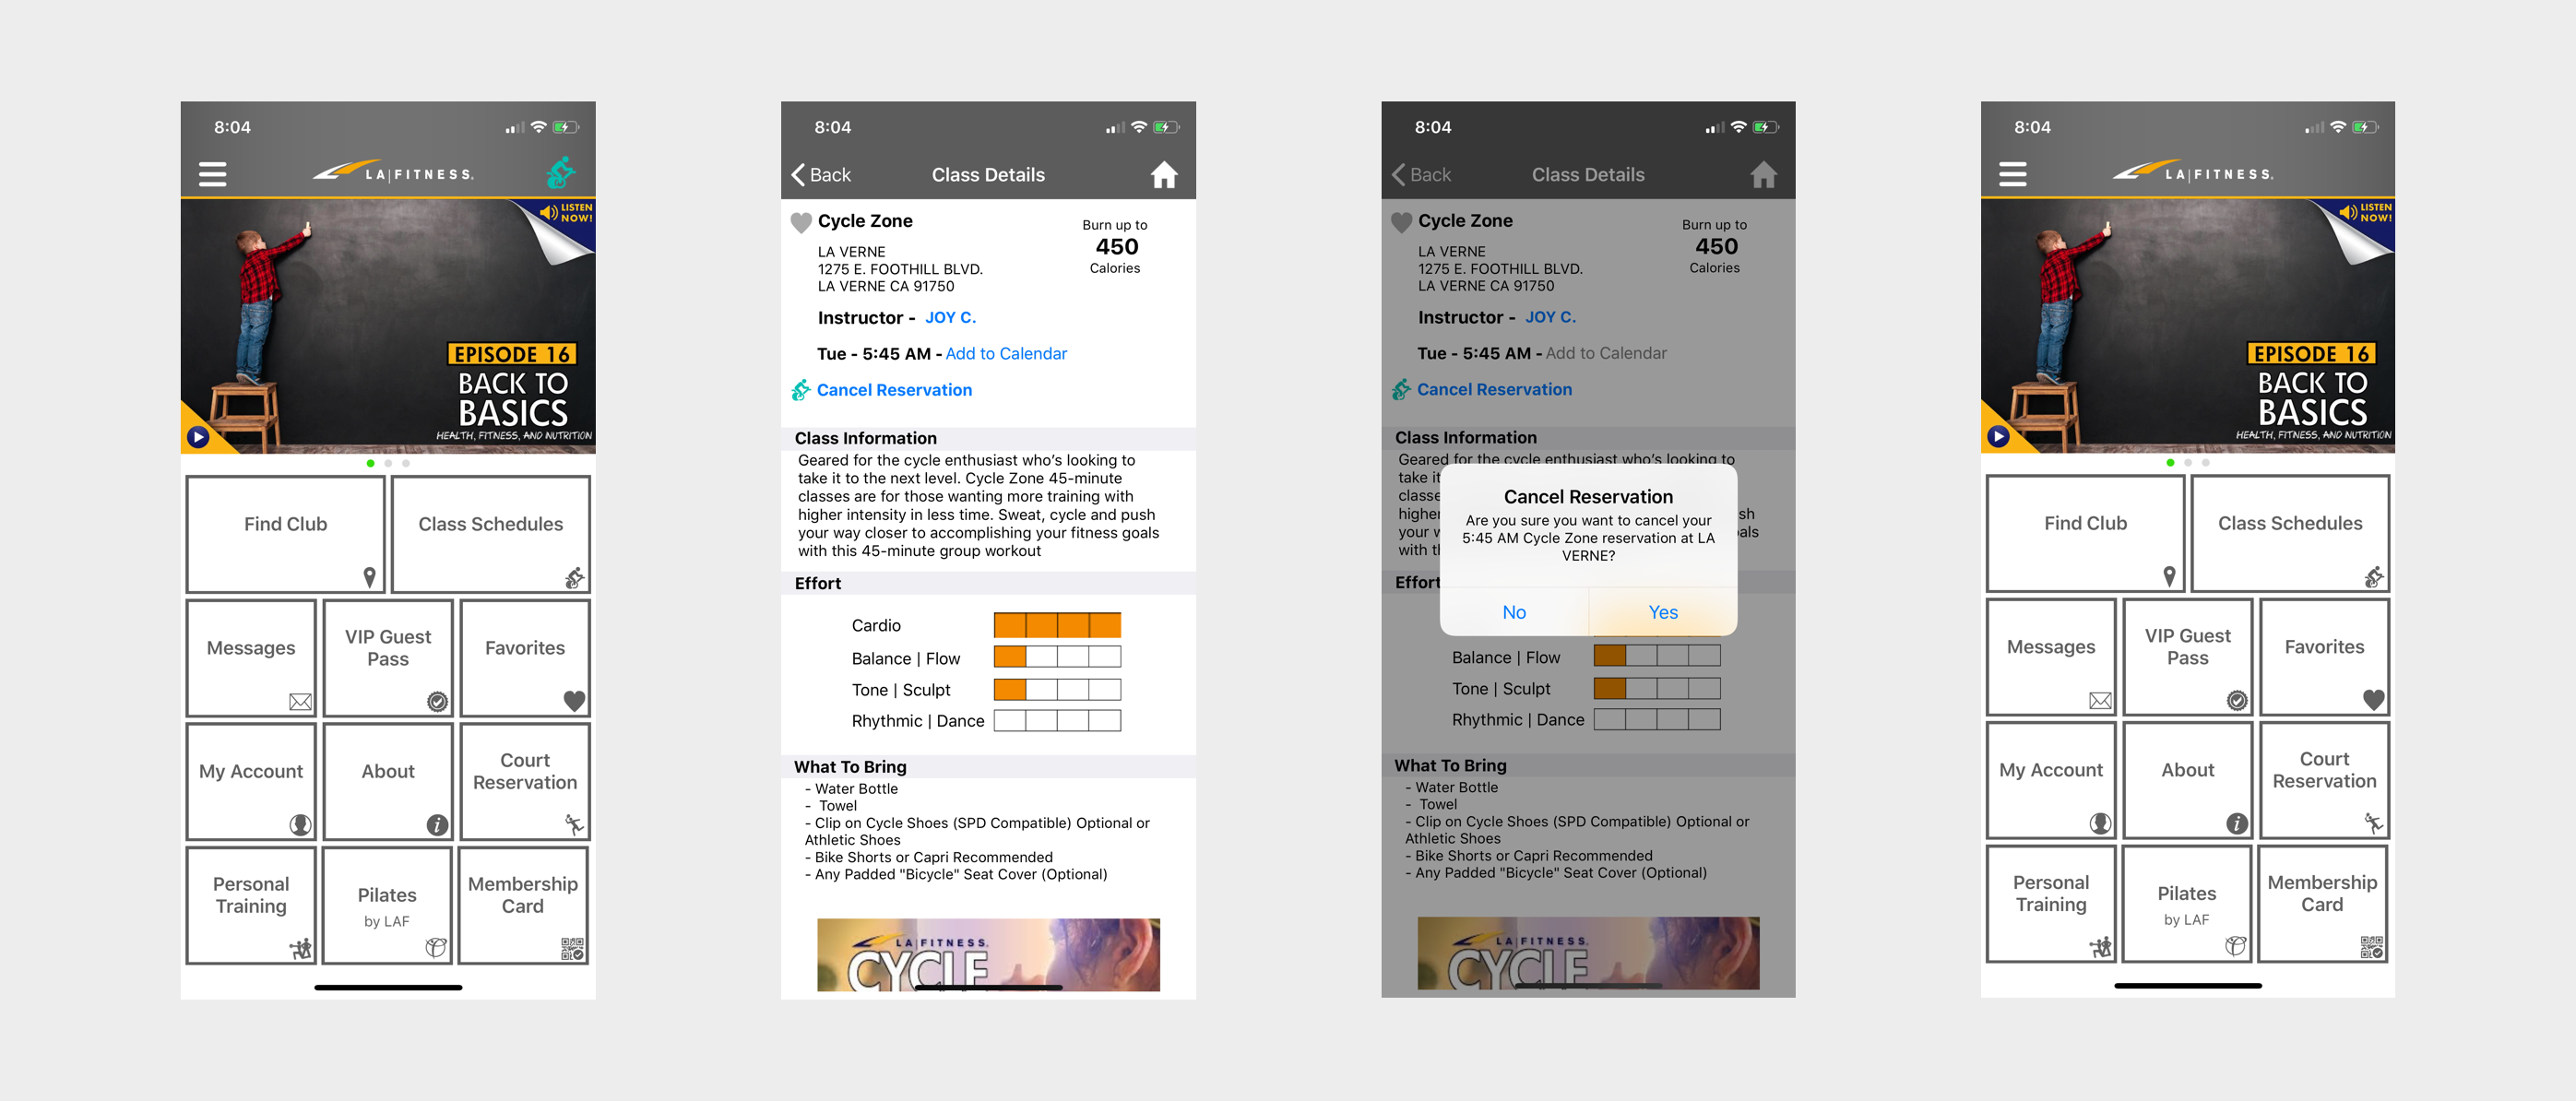 8:04
LA|FITNESS.
LISTEN
NOW!
EPISODE 16
BACK TO
BASICS
HEALTH, FITNESS, AND NUTRITION
Find Club
Class Schedules
Messages
VIP Guest
Pass
Favorites
My Account
About
Court
Reservation
Personal
Training
Pilates
by LAF
Membership
Card
8:04
Back
Class Details
Cycle Zone
LA VERNE
1275 E. FOOTHILL BLVD.
LA VERNE CA 91750
Burn up to
450
Calories
Instructor - JOY C.
Tue - 5:45 AM - Add to Calendar
Cancel Reservation
Class Information
Geared for the cycle enthusiast who's looking to
take it to the next level. Cycle Zone 45-minute
classes are for those wanting more training with
higher intensity in less time. Sweat, cycle and push
your way closer to accomplishing your fitness goals
with this 45-minute group workout
Effort
Cardio
Balance | Flow
Tone | Sculpt
Rhythmic | Dance
What To Bring
- Water Bottle
- Towel
- Clip on Cycle Shoes (SPD Compatible) Optional or
Athletic Shoes
- Bike Shorts or Capri Recommended
- Any Padded "Bicycle" Seat Cover (Optional)
LA|FITNESS.
CYCLE
8:04
Back
Class Details
Cycle Zone
LA VERNE
1275 E. FOOTHILL BLVD.
LA VERNE CA 91750
Burn up to
450
Calories
Instructor - JOY C.
Tue - 5:45 AM - Add to Calendar
Cancel Reservation
Class Information
Geared for the cycle enthusiast who's looking to
take it
classe
higher
sh
your w
als
with th
Cancel Reservation
Are you sure you want to cancel your
5:45 AM Cycle Zone reservation at LA
VERNE?
No
Yes
Effort
Balance | Flow
Tone | Sculpt
Rhythmic | Dance
What To Bring
- Water Bottle
- Towel
- Clip on Cycle Shoes (SPD Compatible) Optional or
Athletic Shoes
- Bike Shorts or Capri Recommended
- Any Padded "Bicycle" Seat Cover (Optional)
LA|FITNESS.
CYCLE
8:04
LA|FITNESS.
LISTEN
NOW!
EPISODE 16
BACK TO
BASICS
HEALTH, FITNESS, AND NUTRITION
Find Club
Class Schedules
Messages
VIP Guest
Pass
Favorites
My Account
About
Court
Reservation
Personal
Training
Pilates
by LAF
Membership
Card